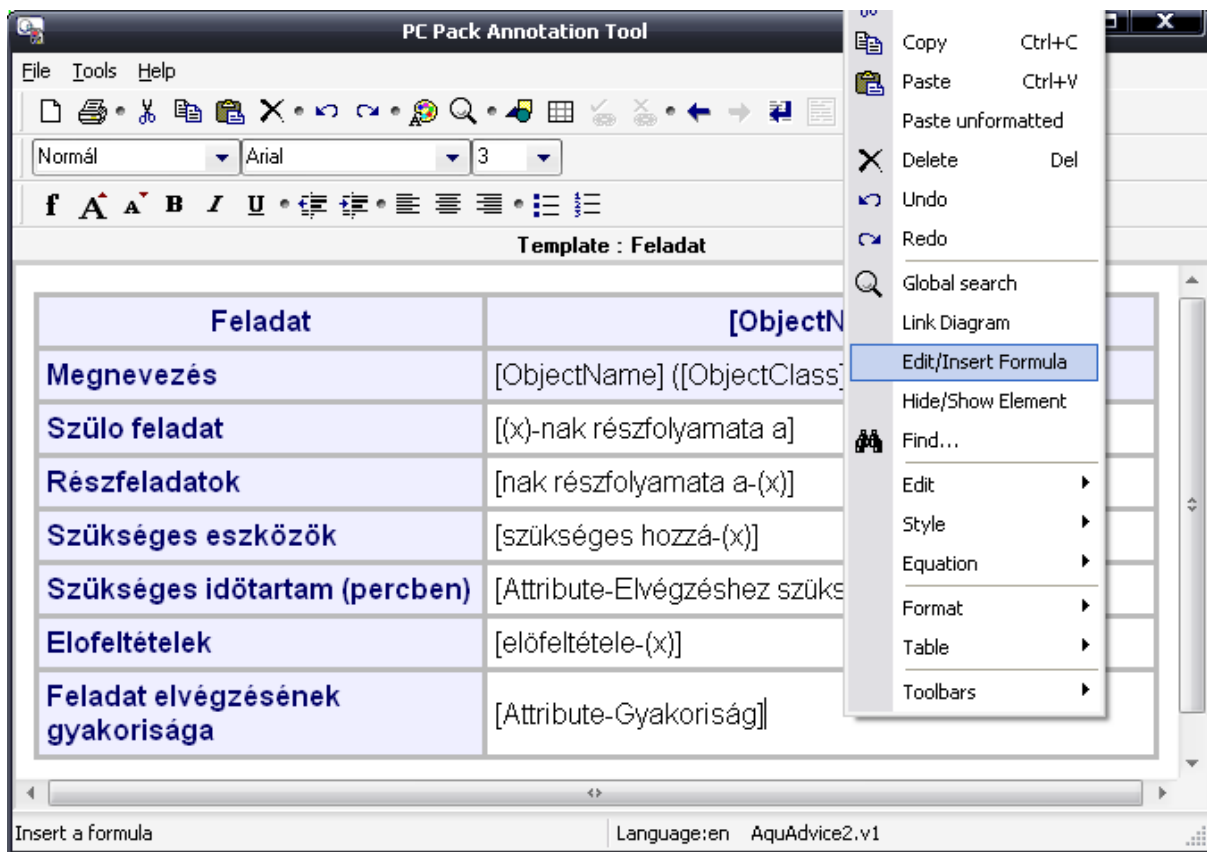 PC Pack Annotation Tool
File Tools Help
Normál Arial 3
f A A B I U
Template : Feladat
Feladat [ObjectN
Megnevezés [ObjectName] ([ObjectClass]
Szülo feladat [(x)-nak részfolyamata a]
Részfeladatok [nak részfolyamata a-(x)]
Szükséges eszközök [szükséges hozzá-(x)]
Szükséges idötartam (percben) [Attribute-Elvégzéshez szüks
Elofeltételek [elöfeltétele-(x)]
Feladat elvégzésének
gyakorisága [Attribute-Gyakoriság]
Copy Ctrl+C
Paste Ctrl+V
Paste unformatted
Delete Del
Undo
Redo
Global search
Link Diagram
Edit/Insert Formula
Hide/Show Element
Find...
Edit
Style
Equation
Format
Table
Toolbars
Insert a formula Language:en AquAdvice2.v1